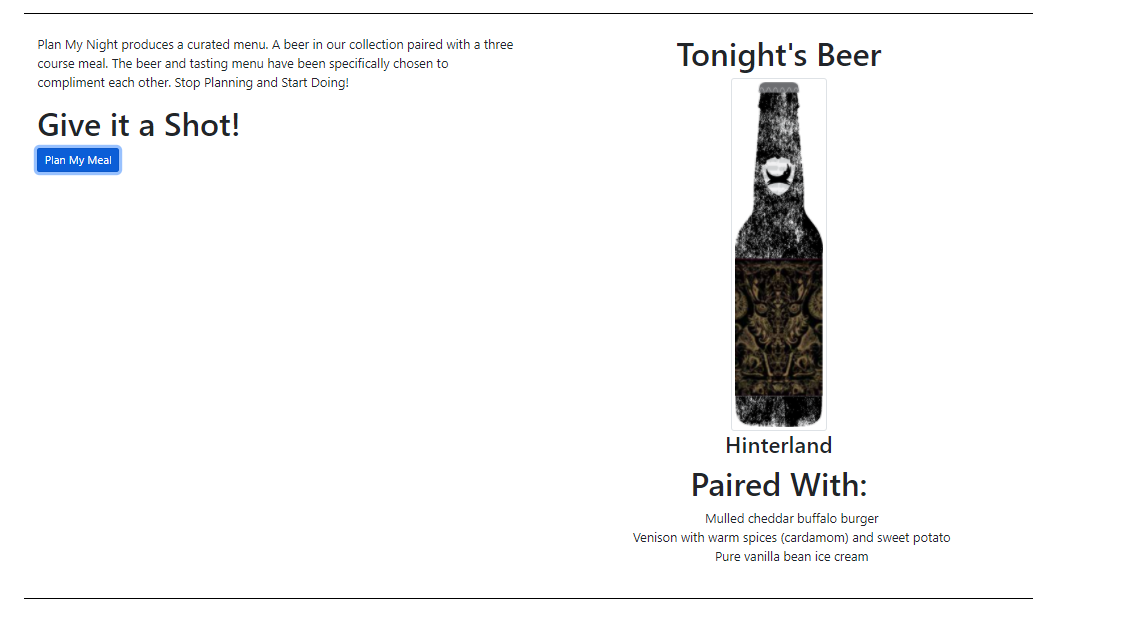 Plan My Night produces a curated menu. A beer in our collection paired with a three
course meal. The beer and tasting menu have been specifically chosen to
compliment each other. Stop Planning and Start Doing!
Give it a Shot!
Plan My Meal
Tonight's Beer
Hinterland
Paired With:
Mulled cheddar buffalo burger
Venison with warm spices (cardamom) and sweet potato
Pure vanilla bean ice cream